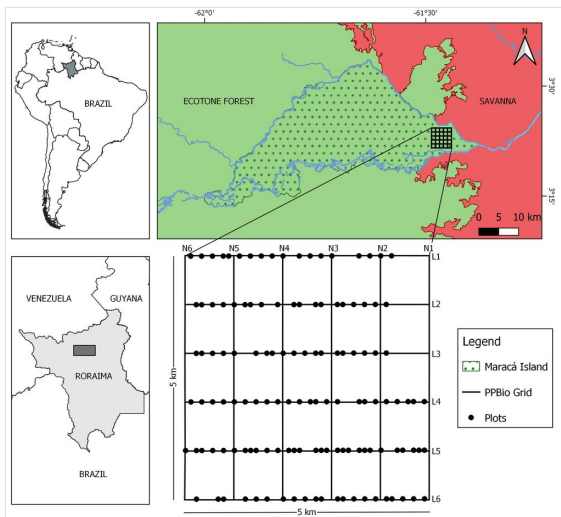 -62°0'
-61°30'
N
BRAZIL
ECOTONE FOREST
SAVANNA
3°30'
3°15'
0 5 10 km
N6 N5 N4 N3 N2 N1
L1
VENEZUELA
GUYANA
L2
Legend
Maracá Island
RORAIMA
5 km
L3
PPBio Grid
L4
Plots
L5
BRAZIL
L6
5 km